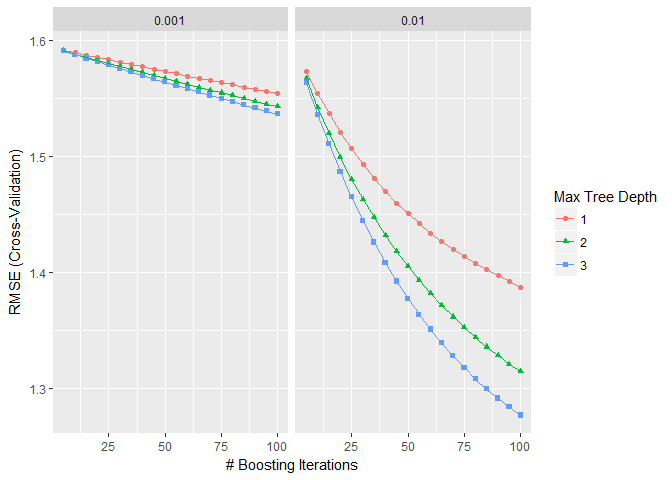 0.001 0.01
1.6
1.5
1.4
1.3
RMSE (Cross-Validation)
25 50 75 100 25 50 75 100
# Boosting Iterations
Max Tree Depth
1
2
3